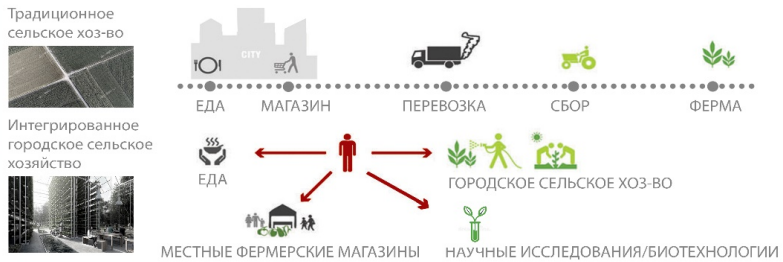 Традиционное
сельское хоз-во
CITY
ЕДА МАГАЗИН ПЕРЕВОЗКА СБОР ФЕРМА
Интегрированное
городское сельское
хозяйство
ЕДА
ГОРОДСКОЕ СЕЛЬСКОЕ ХОЗ-ВО
МЕСТНЫЕ ФЕРМЕРСКИЕ МАГАЗИНЫ
НАУЧНЫЕ ИССЛЕДОВАНИЯ/БИОТЕХНОЛОГИИ